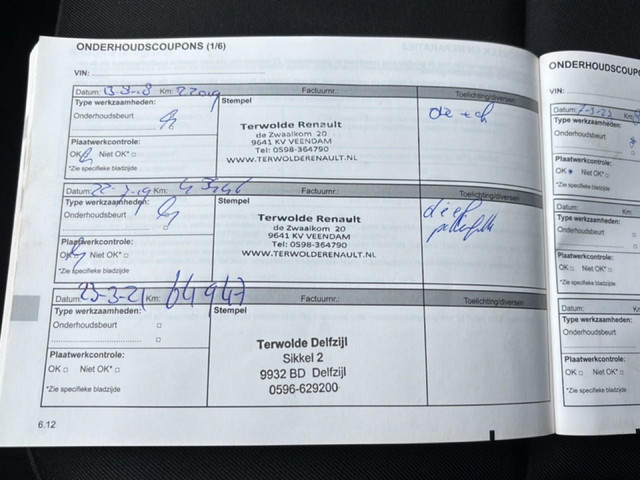 ONDERHOUDSCOUPONS (1/6)
VIN:
Datum: Km: 22019 Factuurnr.: Toelichting/diversen
Type werkzaamheden: Stempel
Onderhoudsbeurt
Terwolde Renault
de Zwaaikom 20
9641 KV VEENDAM
Tel: 0598-364790
WWW.TERWOLDERENAULT.NL
Plaatwerkcontrole:
OK Niet OK*
*Zie specifieke bladzijde
Datum: Km: Factuurnr.: Toelichting/diversen
Type werkzaamheden: Stempel
Onderhoudsbeurt
Terwolde Renault
de Zwaaikom 20
9641 KV VEENDAM
Tel: 0598-364790
WWW.TERWOLDERENAULT.NL
Plaatwerkcontrole:
OK Niet OK*
*Zie specifieke bladzijde
Datum: 23-3-21 Km: 64947 Factuurnr.: Toelichting/diversen
Type werkzaamheden: Stempel
Onderhoudsbeurt
Terwolde Delfzijl
Sikkel 2
9932 BD Delfzijl
0596-629200
Plaatwerkcontrole:
OK Niet OK*
*Zie specifieke bladzijde
6.12
ONDERHOUDSCOUPO
VIN:
Datum:
Type werkzaamheden:
Onderhoudsbeurt
Plaatwerkcontrole:
OK Niet OK*
*Zie specifieke bladzijde
Datum:
Type werkzaamheden:
Onderhoudsbeurt
Plaatwerkcontrole:
OK Niet OK*
*Zie specifieke bladzijde
Datum:
Type werkzaamheden:
Onderhoudsbeurt
Plaatwerkcontrole:
OK Niet OK*
*Zie specifieke bladzijde